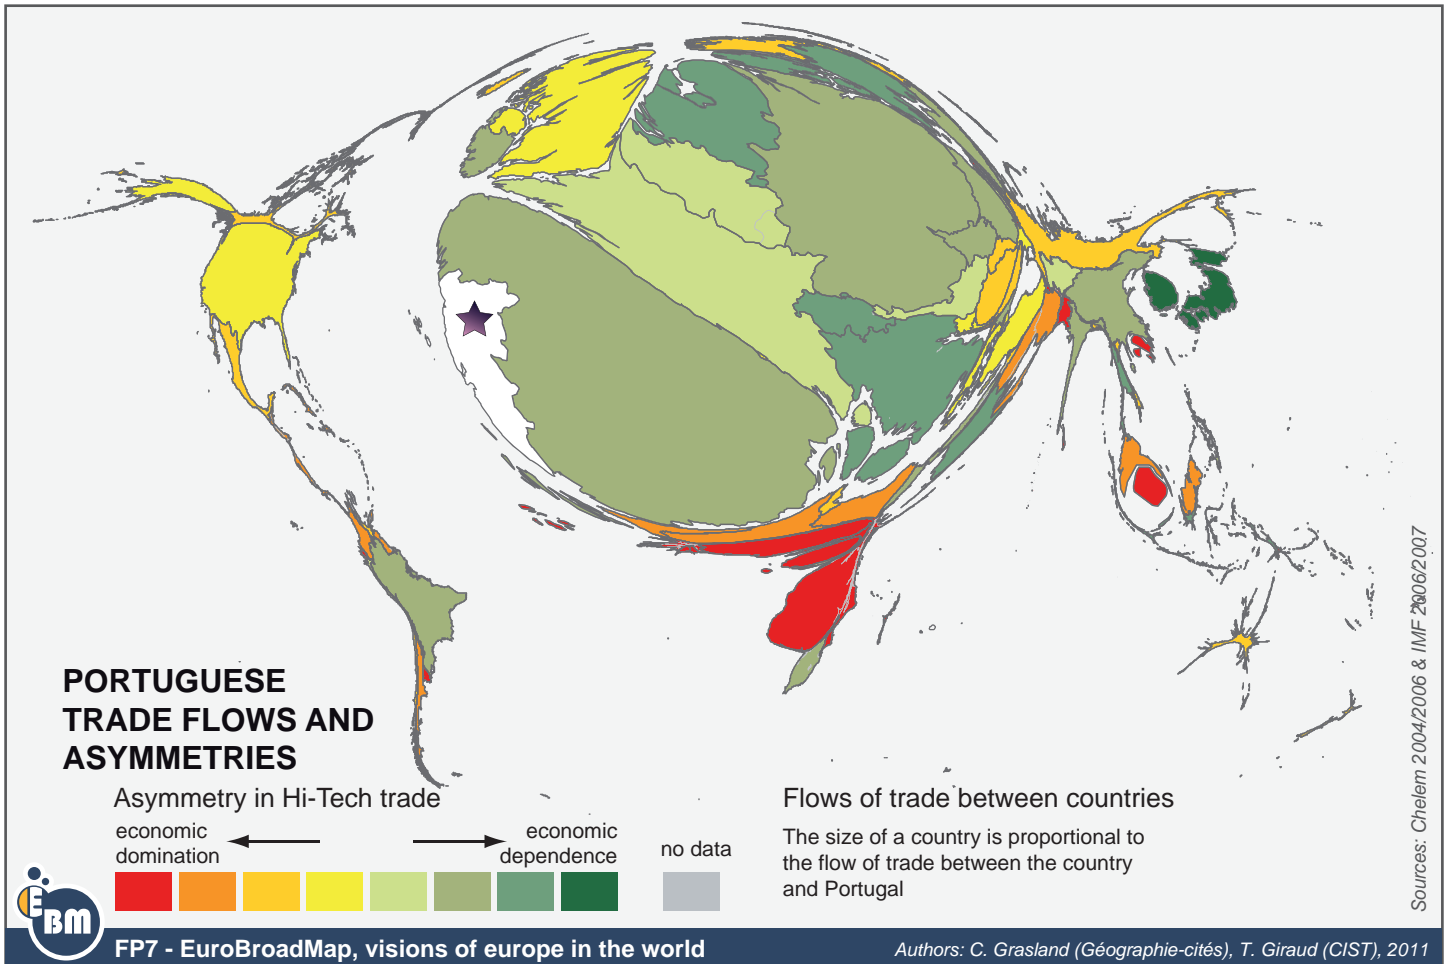 PORTUGUESE
TRADE FLOWS AND
ASYMMETRIES
Asymmetry in Hi-Tech trade
economic
domination
economic
dependence
no data
Flows of trade between countries
The size of a country is proportional to
the flow of trade between the country
and Portugal
Sources: Chelem 2004/2006 & IMF 2006/2007
EBM
FP7 - EuroBroadMap, visions of europe in the world
Authors: C. Grasland (Géographie-cités), T. Giraud (CIST), 2011